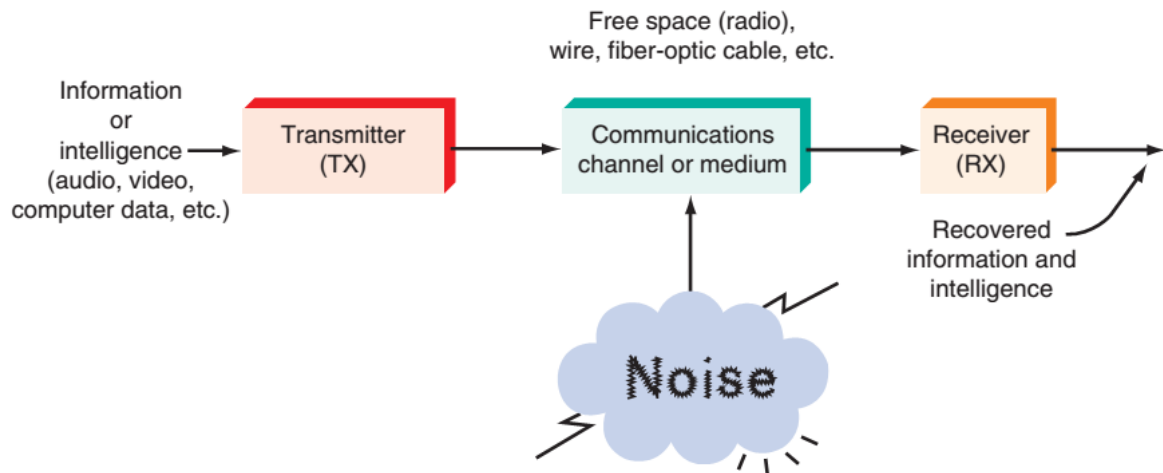 Free space (radio),
wire, fiber-optic cable, etc.
Information
or
intelligence
(audio, video,
computer data, etc.)
Transmitter
(TX)
Communications
channel or medium
Receiver
(RX)
Recovered
information and
intelligence
Noise